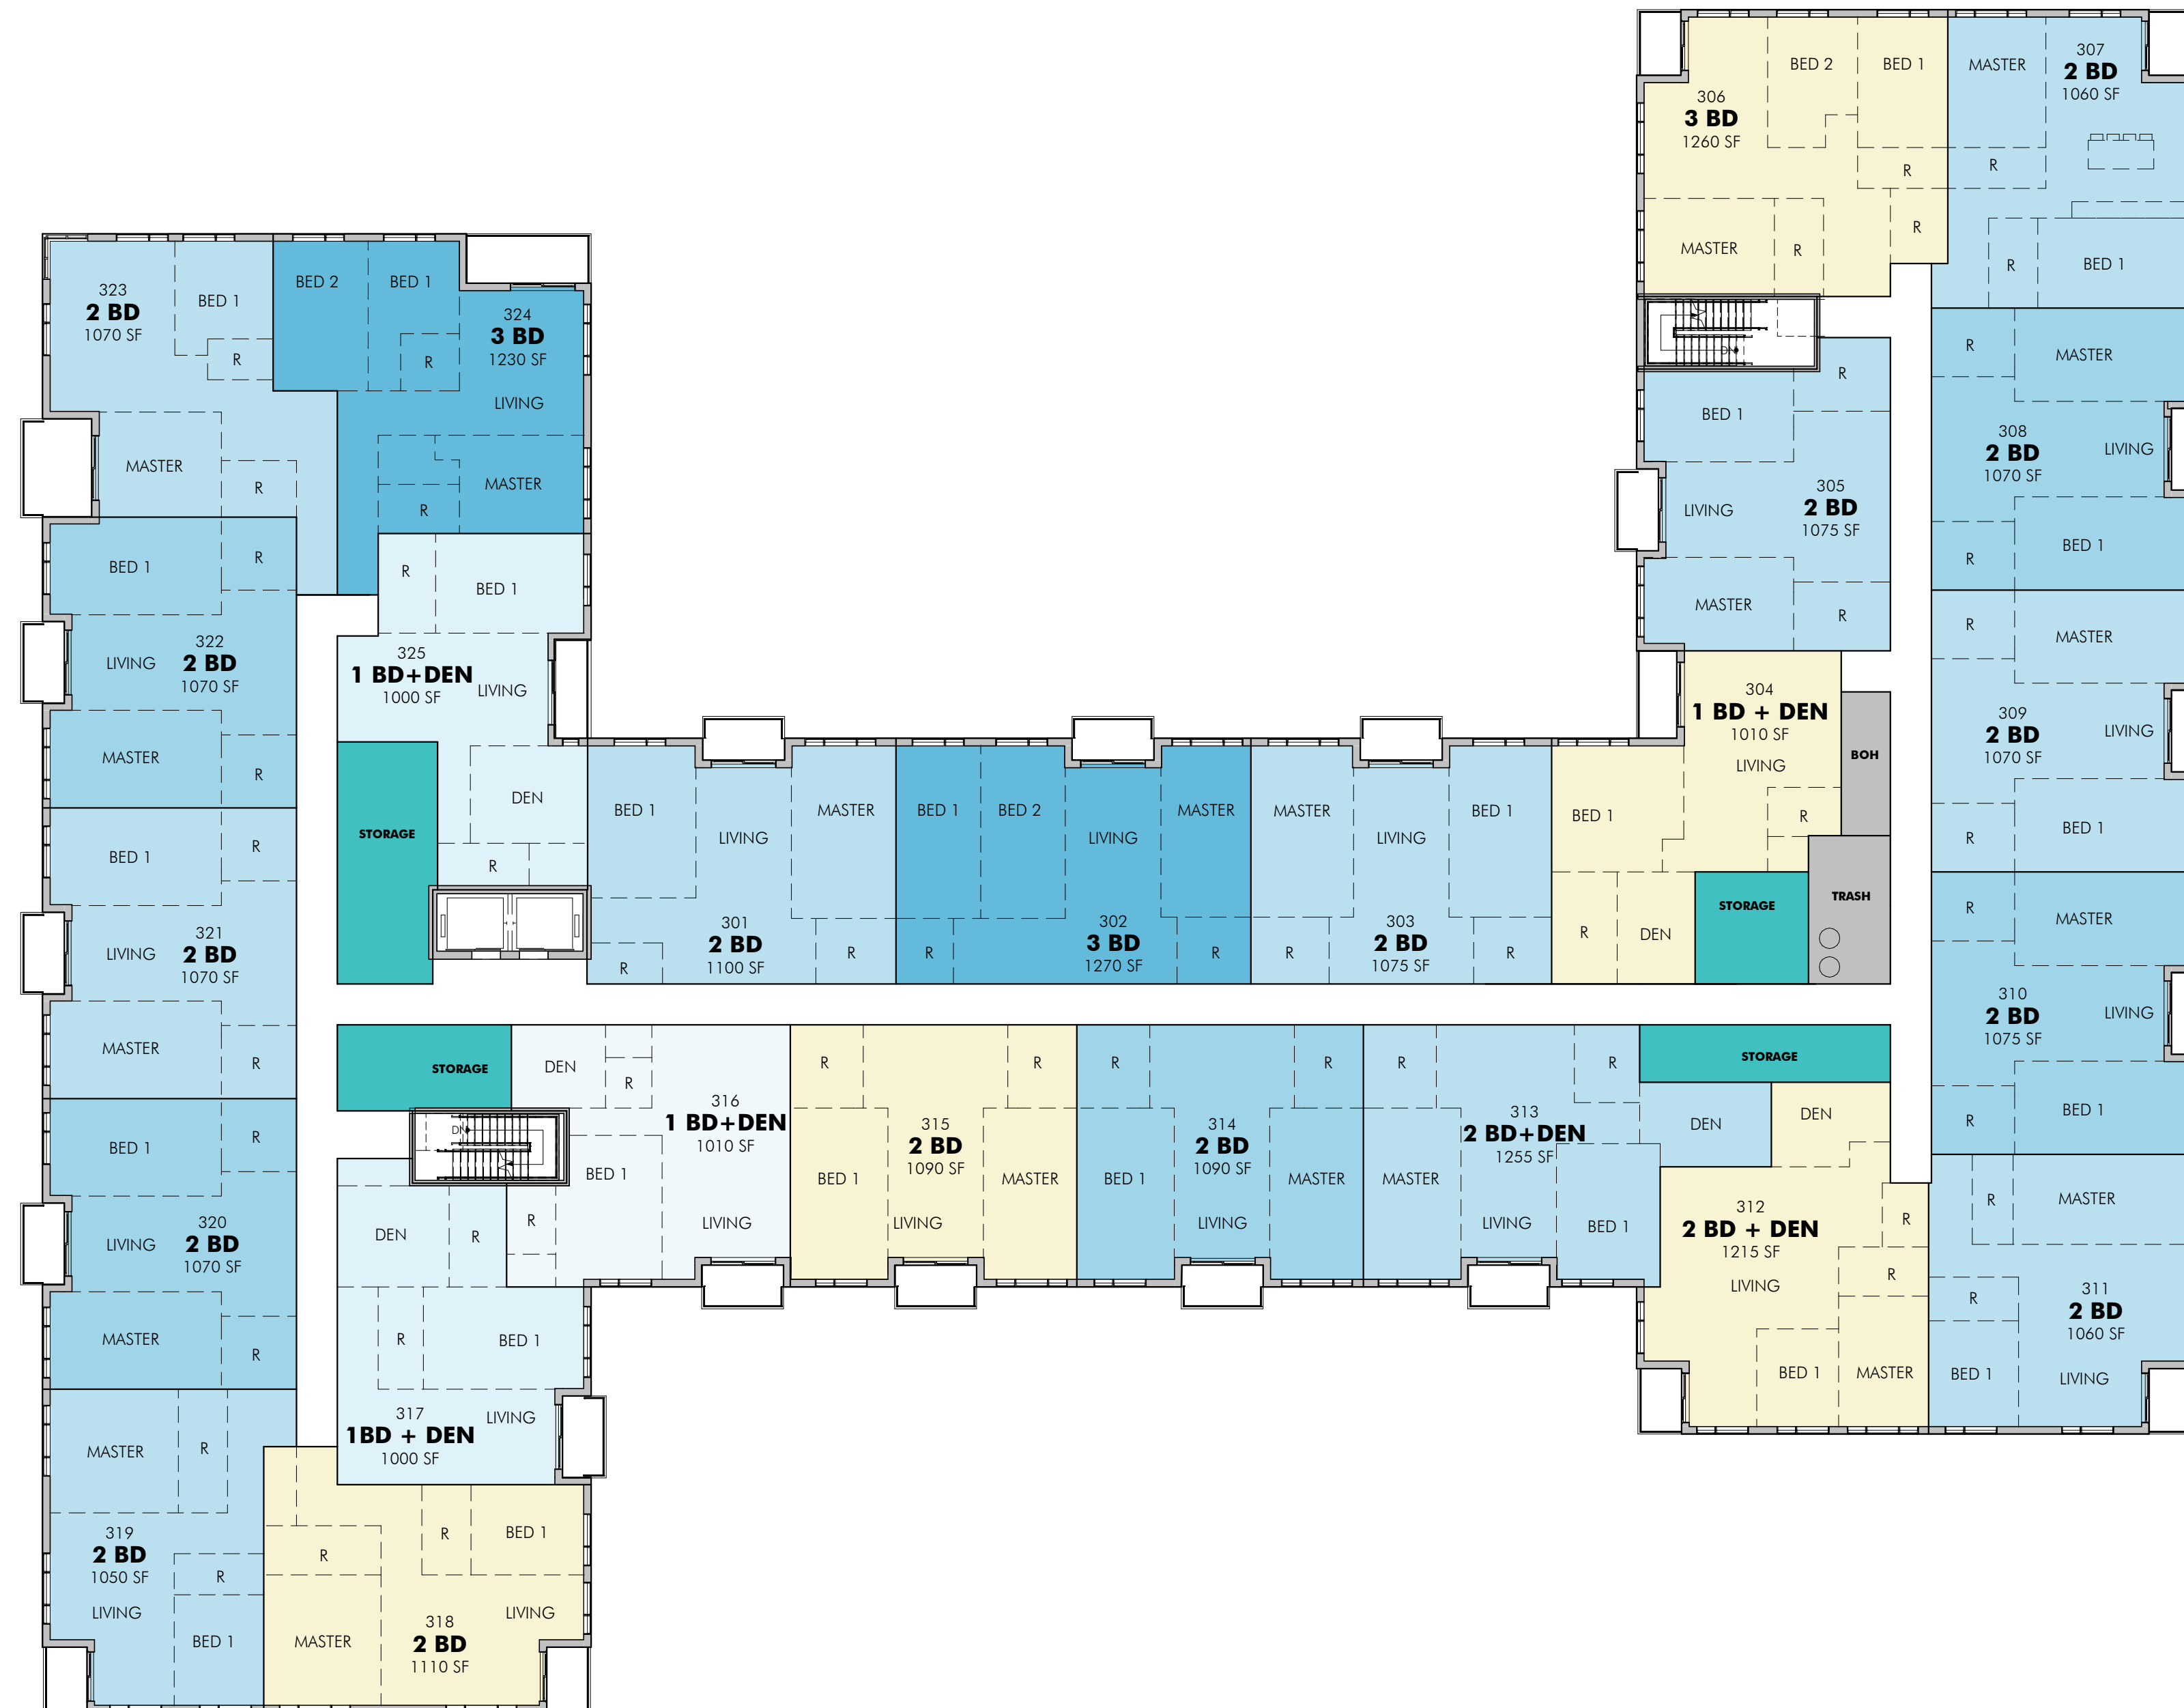 306
3 BD
1260 SF
BED 2
BED 1
R
R
MASTER
R
307
2 BD
1060 SF
MASTER
R
R
BED 1
323
2 BD
1070 SF
BED 1
R
MASTER
R
BED 2
BED 1
324
3 BD
1230 SF
R
LIVING
MASTER
R
DN
R
BED 1
305
2 BD
1075 SF
LIVING
MASTER
R
R
MASTER
308
2 BD
1070 SF
LIVING
BED 1
R
BED 1
R
322
2 BD
1070 SF
LIVING
MASTER
R
R
BED 1
325
1 BD+DEN
1000 SF
LIVING
DEN
R
STORAGE
304
1 BD + DEN
1010 SF
LIVING
BED 1
R
R
DEN
BOH
TRASH
STORAGE
R
MASTER
309
2 BD
1070 SF
LIVING
BED 1
R
BED 1
R
321
2 BD
1070 SF
LIVING
MASTER
R
BED 1
LIVING
MASTER
301
2 BD
1100 SF
R
R
BED 1
BED 2
LIVING
MASTER
302
3 BD
1270 SF
R
R
MASTER
LIVING
BED 1
303
2 BD
1075 SF
R
R
R
MASTER
310
2 BD
1075 SF
LIVING
BED 1
R
STORAGE
DN
DEN
R
316
1 BD+DEN
1010 SF
BED 1
R
LIVING
R
R
315
2 BD
1090 SF
BED 1
MASTER
LIVING
R
R
314
2 BD
1090 SF
BED 1
MASTER
LIVING
R
R
313
2 BD+DEN
1255 SF
MASTER
LIVING
BED 1
DEN
STORAGE
DEN
312
2 BD + DEN
1215 SF
LIVING
R
R
BED 1
MASTER
R
MASTER
R
311
2 BD
1060 SF
BED 1
LIVING
BED 1
R
320
2 BD
1070 SF
LIVING
MASTER
R
DEN
R
R
BED 1
317
1BD + DEN
1000 SF
LIVING
MASTER
R
319
2 BD
1050 SF
R
LIVING
BED 1
R
BED 1
R
318
2 BD
1110 SF
LIVING
MASTER